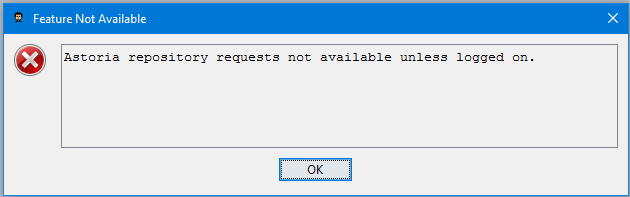 Feature Not Available
Astoria repository requests not available unless logged on.
OK